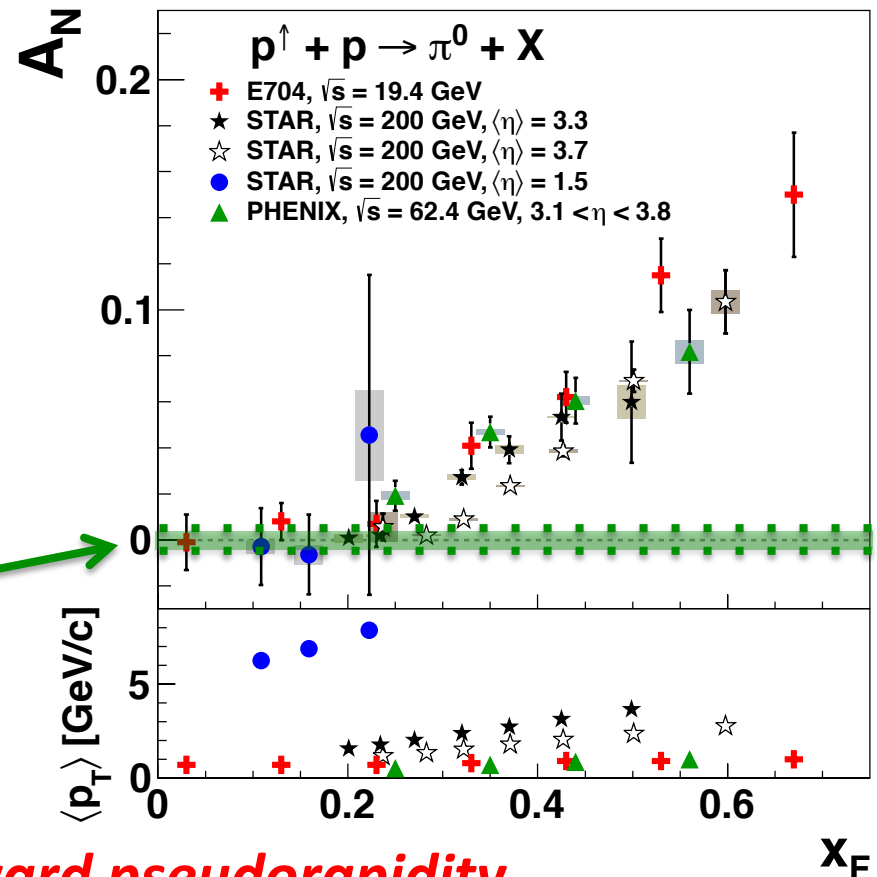 A_N
p↑ + p → π⁰ + X
0.2
E704, √s = 19.4 GeV
STAR, √s = 200 GeV, ⟨η⟩ = 3.3
STAR, √s = 200 GeV, ⟨η⟩ = 3.7
STAR, √s = 200 GeV, ⟨η⟩ = 1.5
PHENIX, √s = 62.4 GeV, 3.1 < η < 3.8
0.1
0
⟨p_T⟩ [GeV/c]
5
0
0 0.2 0.4 0.6
x_F
pseudorapidity